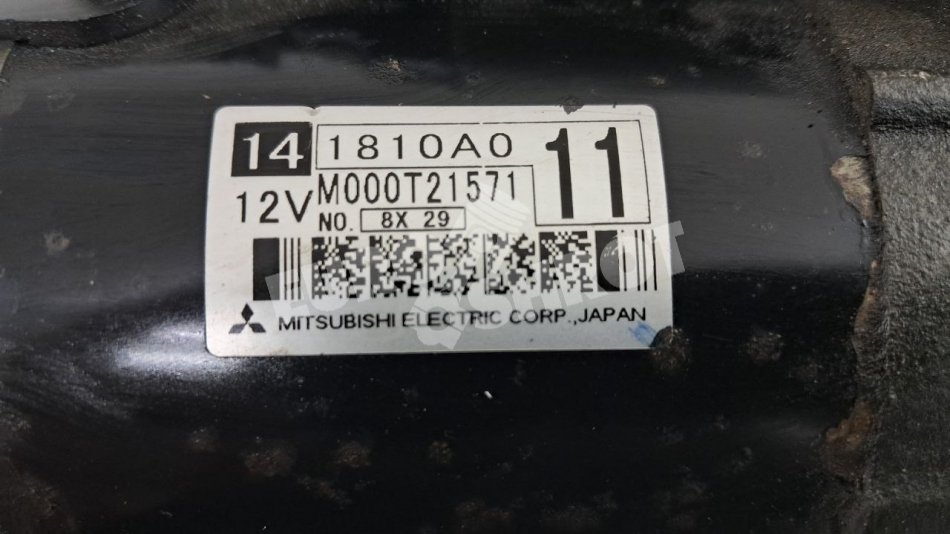 14 1810A0 11
12V M000T21571
NO. 8X 29
MITSUBISHI ELECTRIC CORP.,JAPAN